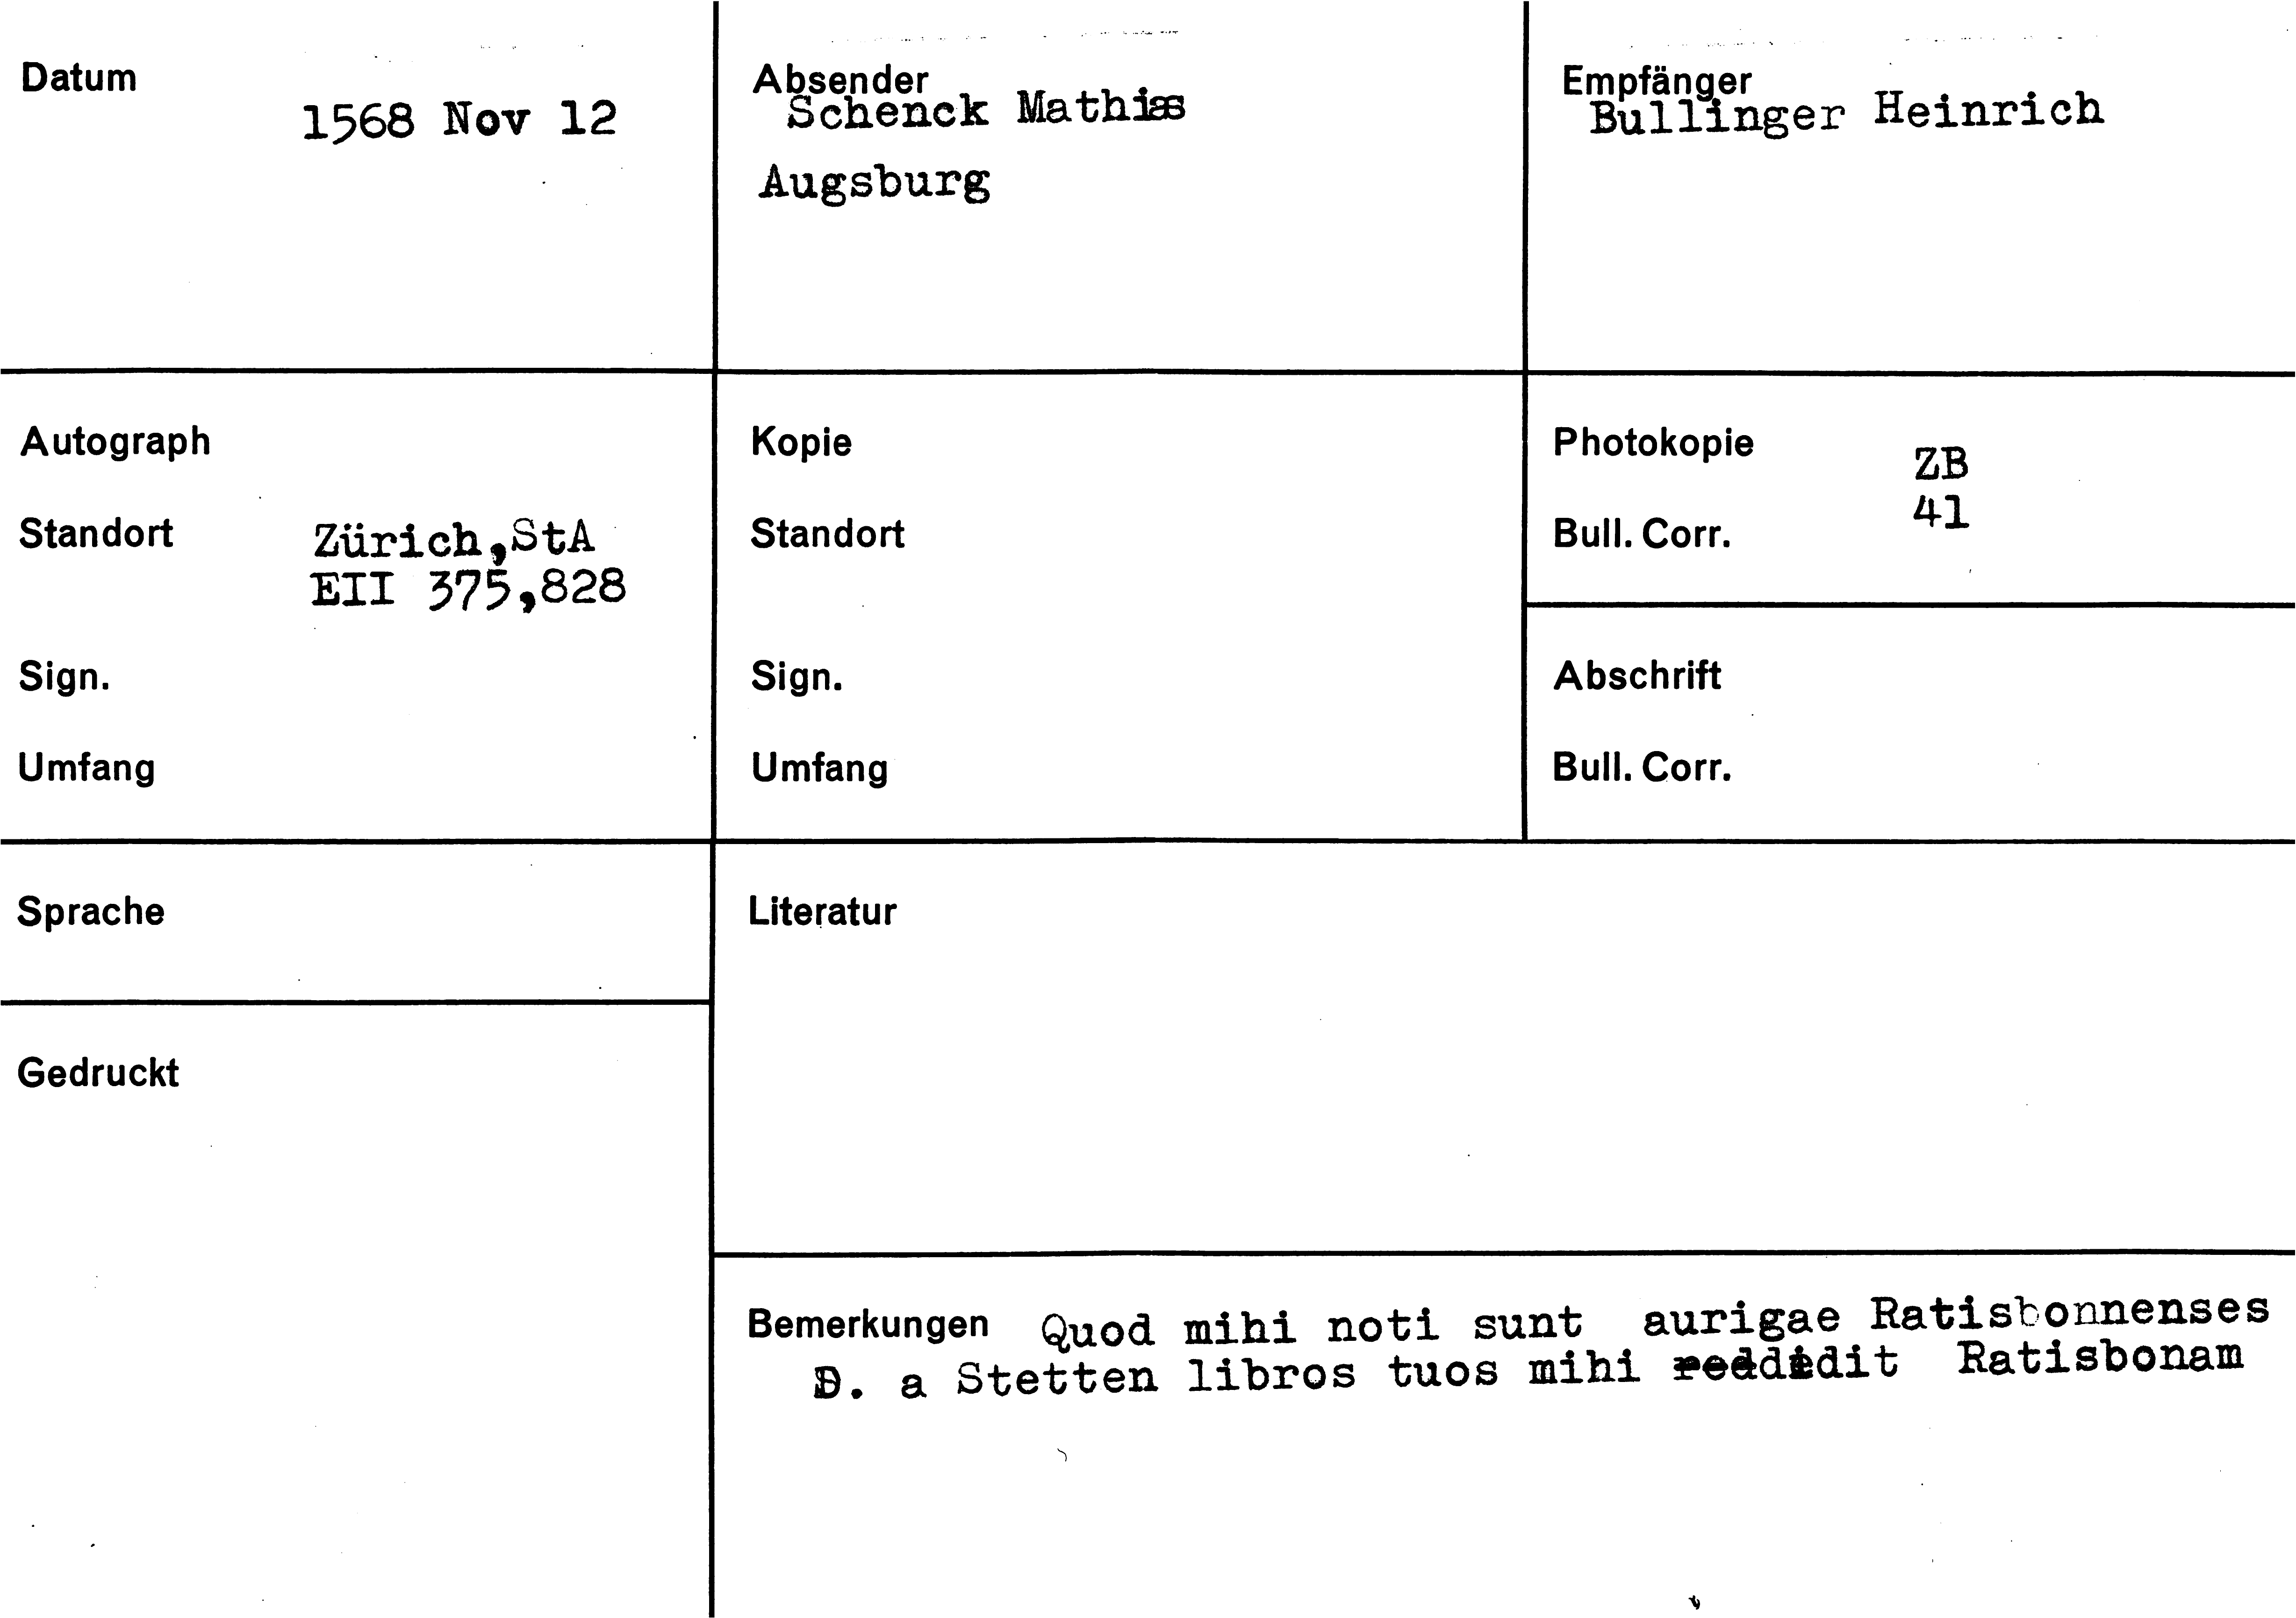 Datum
1568 Nov 12
Absender
Schenck Mathias
Augsburg
Empfänger
Bullinger Heinrich
Autograph
Standort Zürich,StA
EII 375,828
Sign.
Umfang
Kopie
Standort
Sign.
Umfang
Photokopie ZB
Bull. Corr. 41
Abschrift
Bull. Corr.
Sprache
Gedruckt
Literatur
Bemerkungen Quod mihi noti sunt aurigae Ratisbonnenses
D. a Stetten libros tuos mihi reddidit Ratisbonam